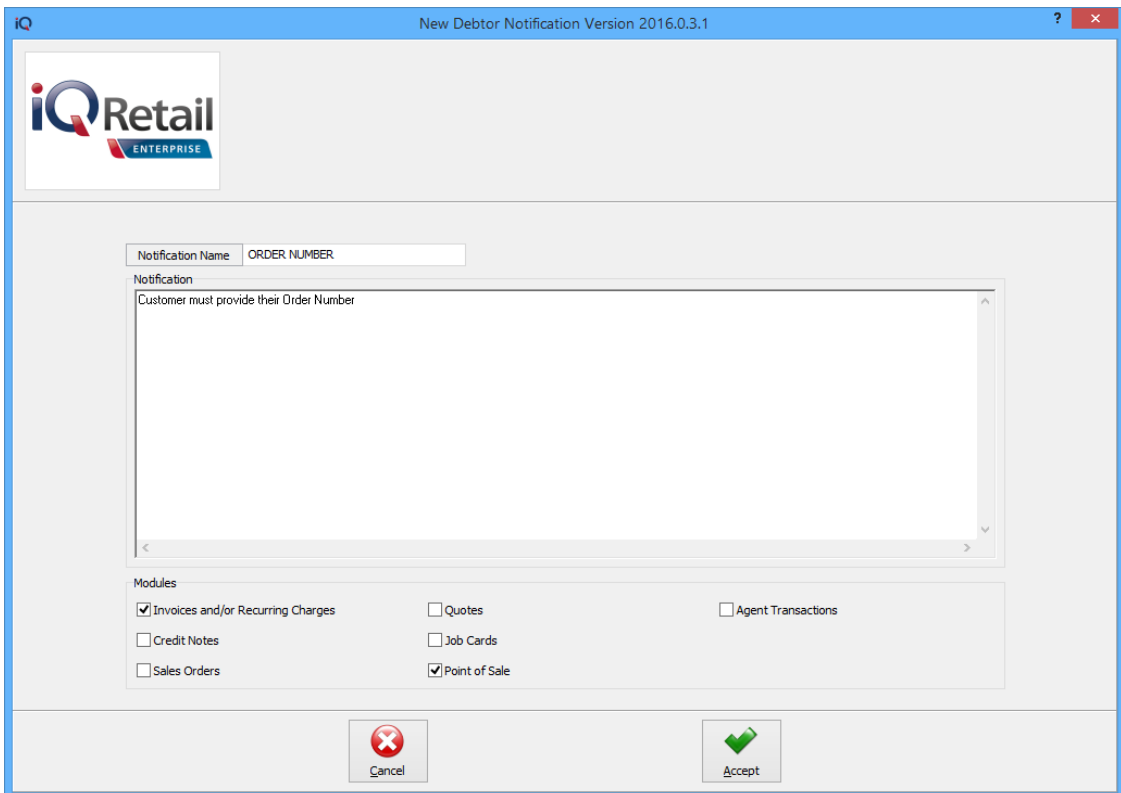 iQ New Debtor Notification Version 2016.0.3.1 ? ×
iQ Retail
ENTERPRISE
Notification Name ORDER NUMBER
Notification
Customer must provide their Order Number
Modules
Invoices and/or Recurring Charges Quotes Agent Transactions
Credit Notes Job Cards
Sales Orders Point of Sale
Cancel Accept